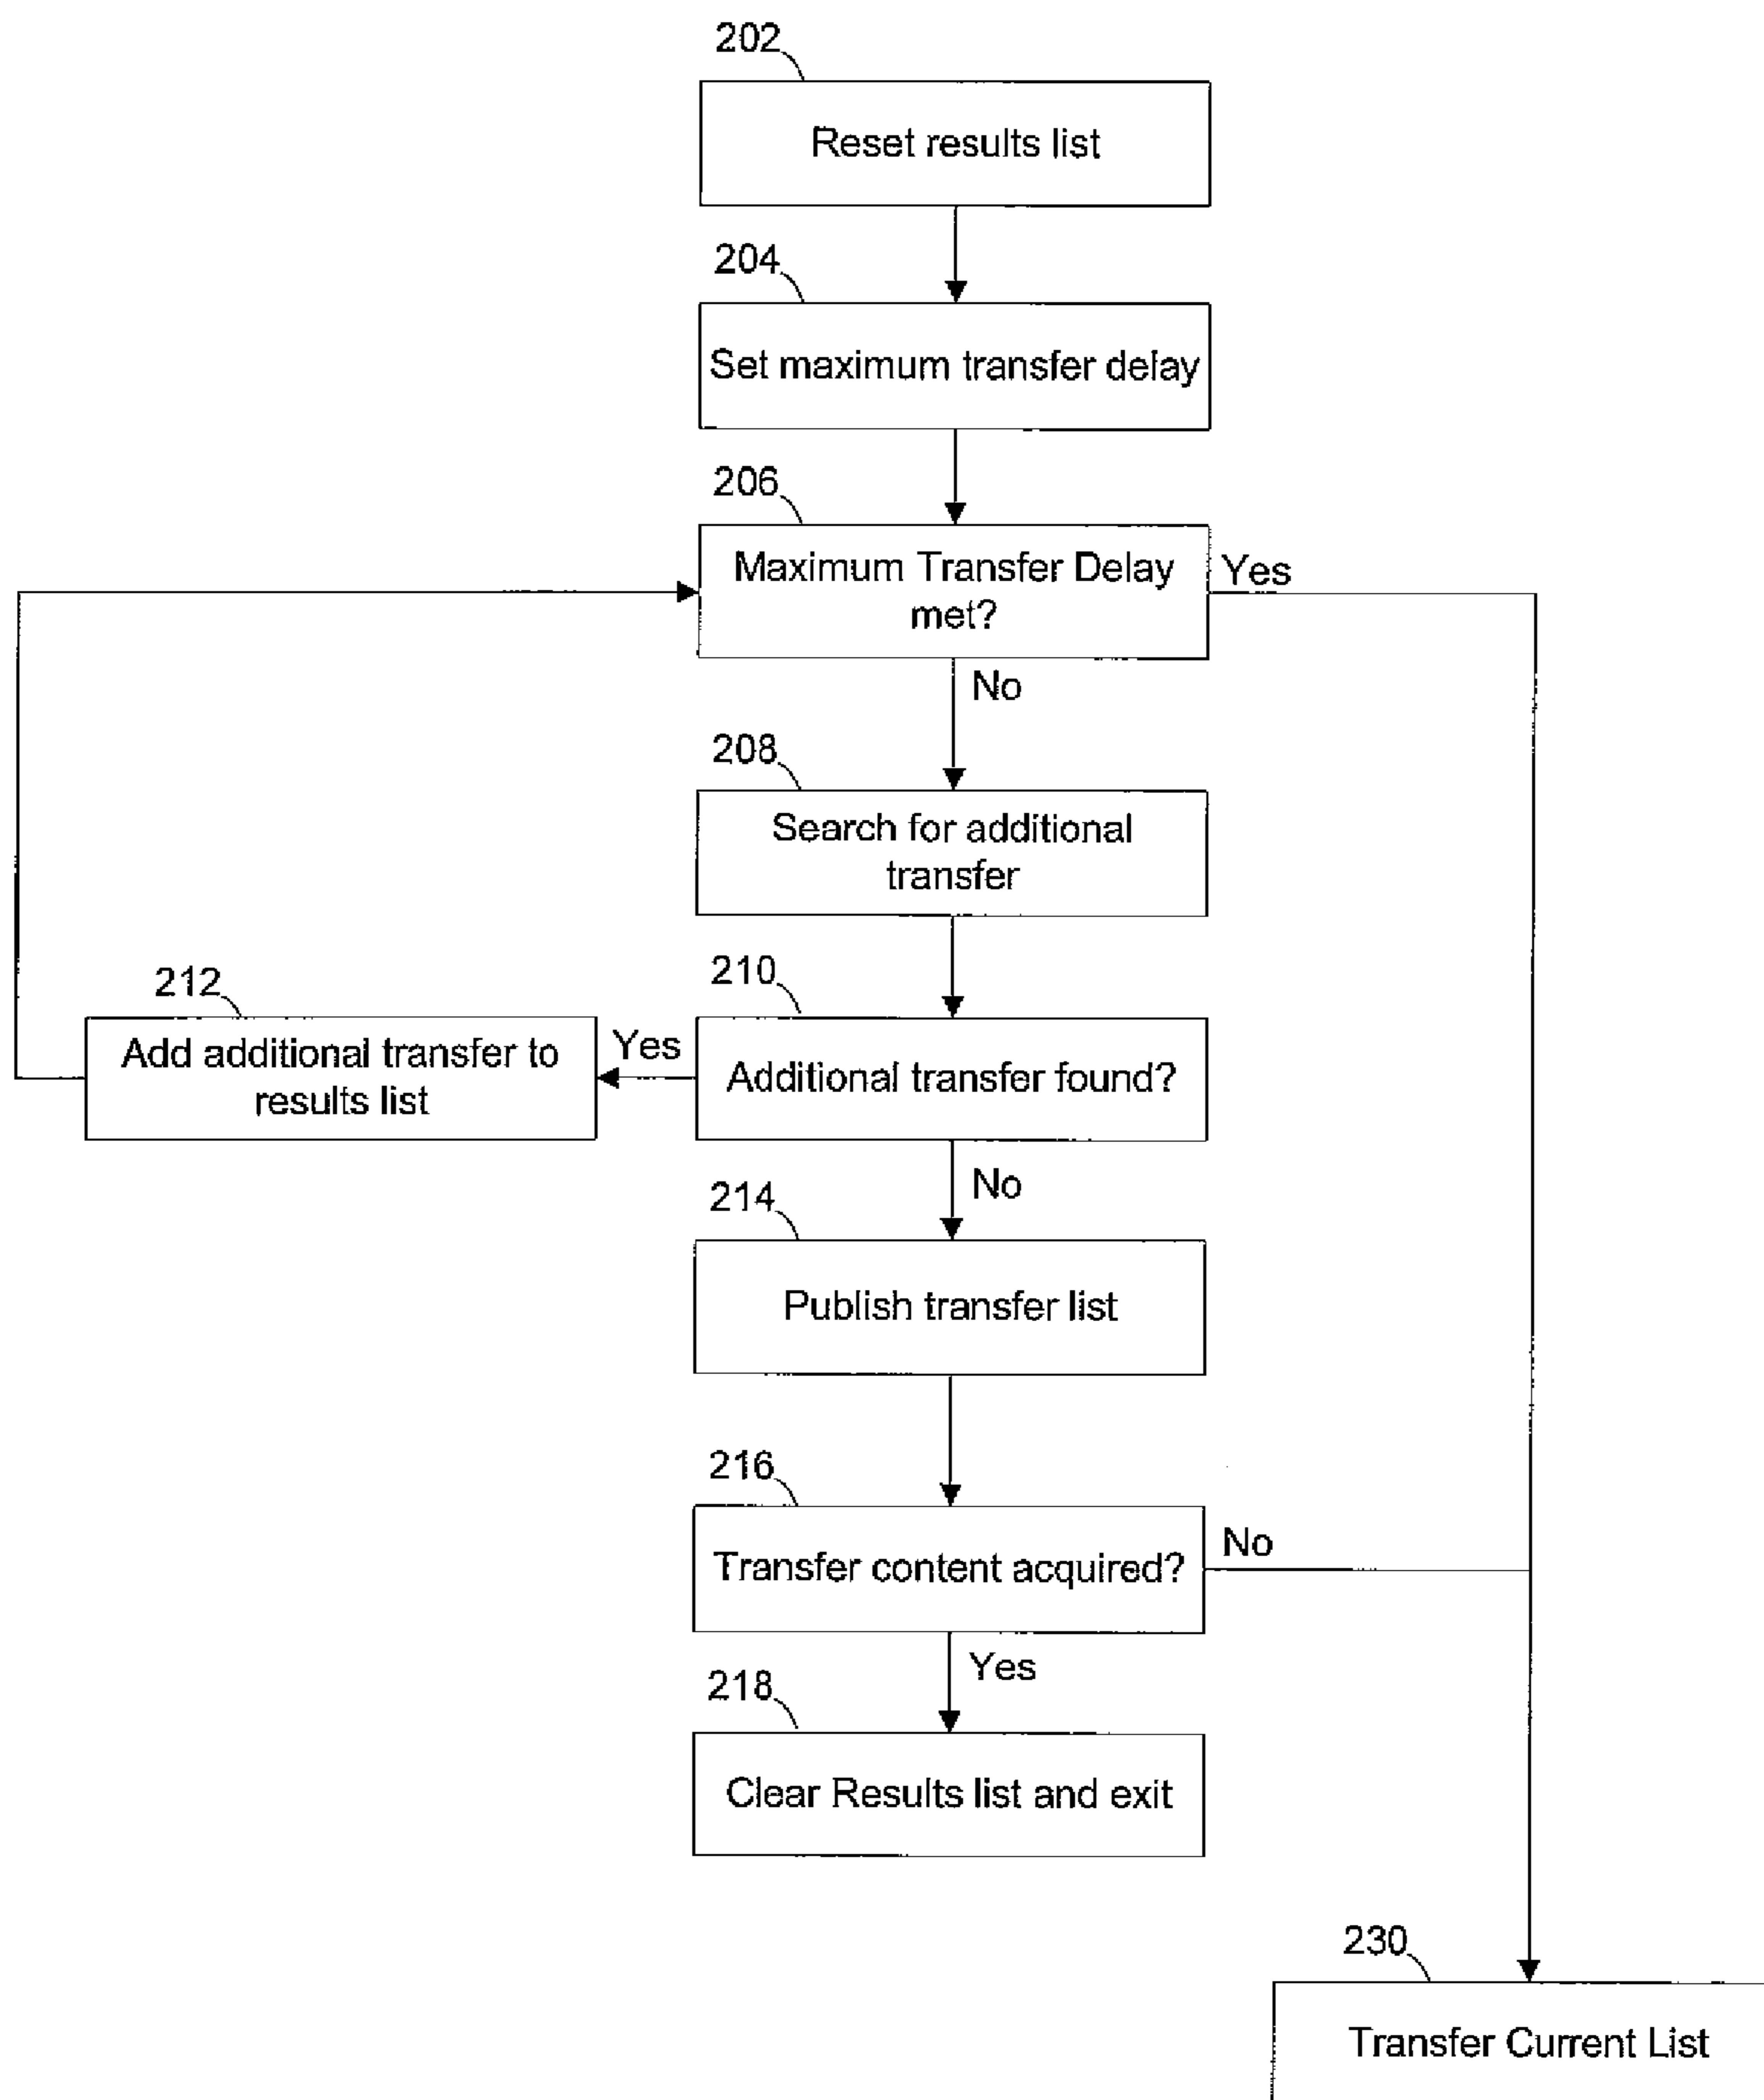 202
Reset results list
204
Set maximum transfer delay
206
Maximum Transfer Delay
met?
Yes
No
208
Search for additional
transfer
210
Additional transfer found?
Yes
212
Add additional transfer to
results list
No
214
Publish transfer list
216
Transfer content acquired?
No
Yes
218
Clear Results list and exit
230
Transfer Current List